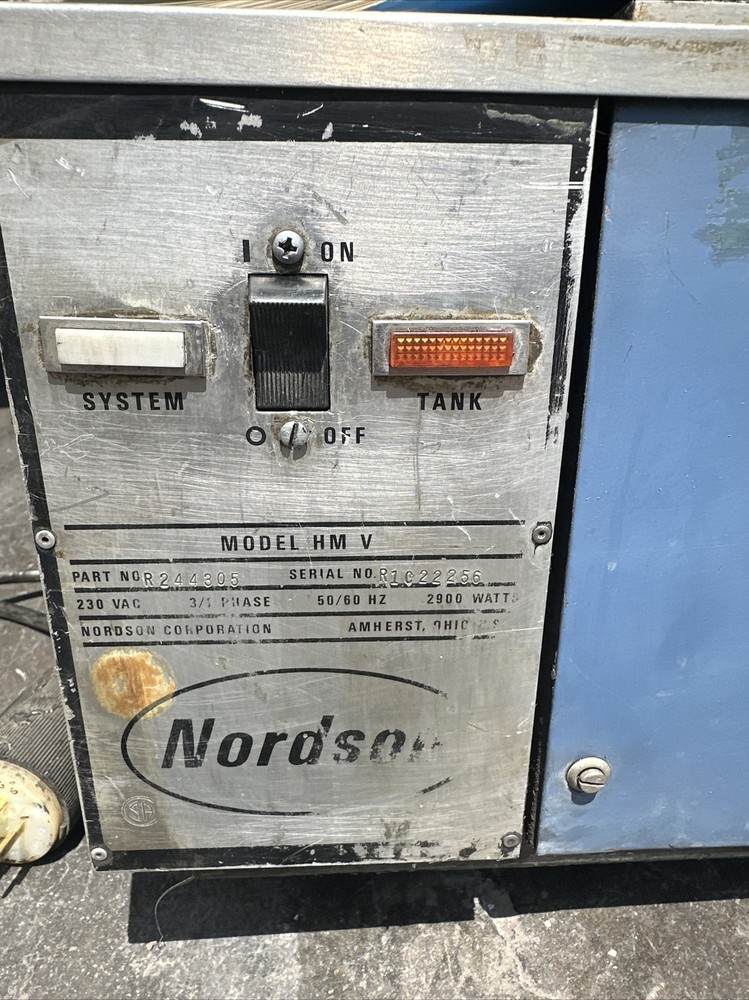 I ON
SYSTEM
TANK
O OFF
MODEL HM V
PART NO R244305 SERIAL NO. R1022256
230 VAC 3/1 PHASE 50/60 HZ 2900 WATTS
NORDSON CORPORATION AMHERST, OHIO U.S
Nordson